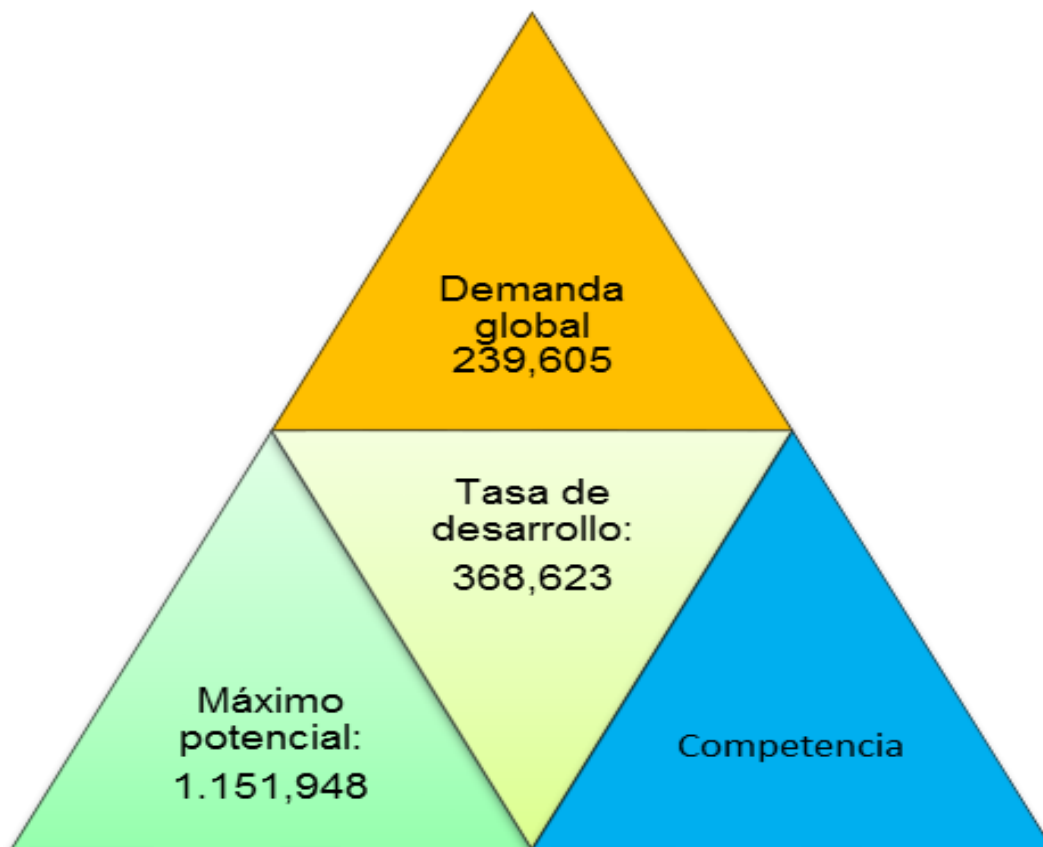 Demanda
global
239,605
Tasa de
desarrollo:
368,623
Máximo
potencial:
1.151,948
Competencia